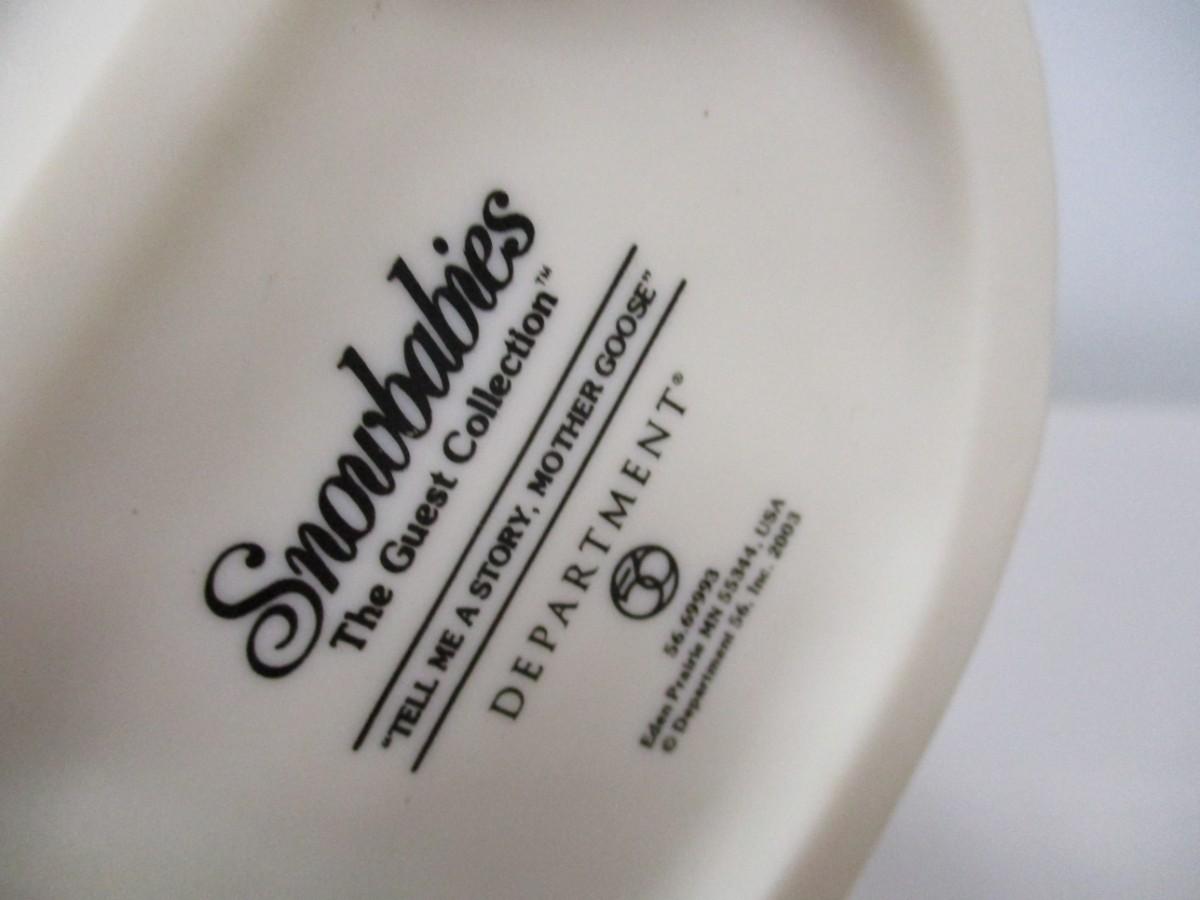 Snowbabies
The Guest Collection™
"TELL ME A STORY, MOTHER GOOSE"
DEPARTMENT®
56
56.69993
Eden Prairie MN 55344, USA
© Department 56, Inc. 2003